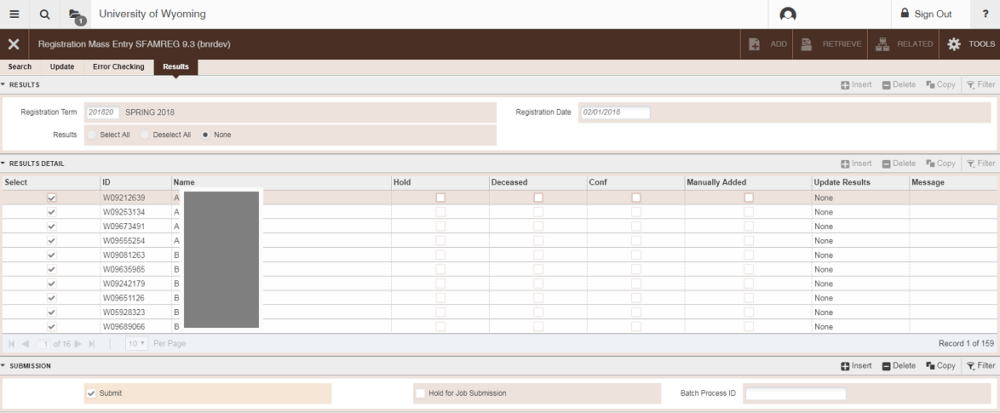 1 University of Wyoming Sign Out ?
Registration Mass Entry SFAMREG 9.3 (bnrdev) ADD RETRIEVE RELATED TOOLS
Search Update Error Checking Results
RESULTS Insert Delete Copy Filter
Registration Term 201820 SPRING 2018 Registration Date 02/01/2018
Results Select All Deselect All None
RESULTS DETAIL Insert Delete Copy Filter
Select ID Name Hold Deceased Conf Manually Added Update Results Message
W09212639 A None
W09253134 A None
W09673491 A None
W09555254 A None
W09081263 B None
W09635985 B None
W09242179 B None
W09651126 B None
W05928323 B None
W09689066 B None
1 of 16 10 Per Page Record 1 of 159
SUBMISSION Insert Delete Copy Filter
Submit Hold for Job Submission Batch Process ID